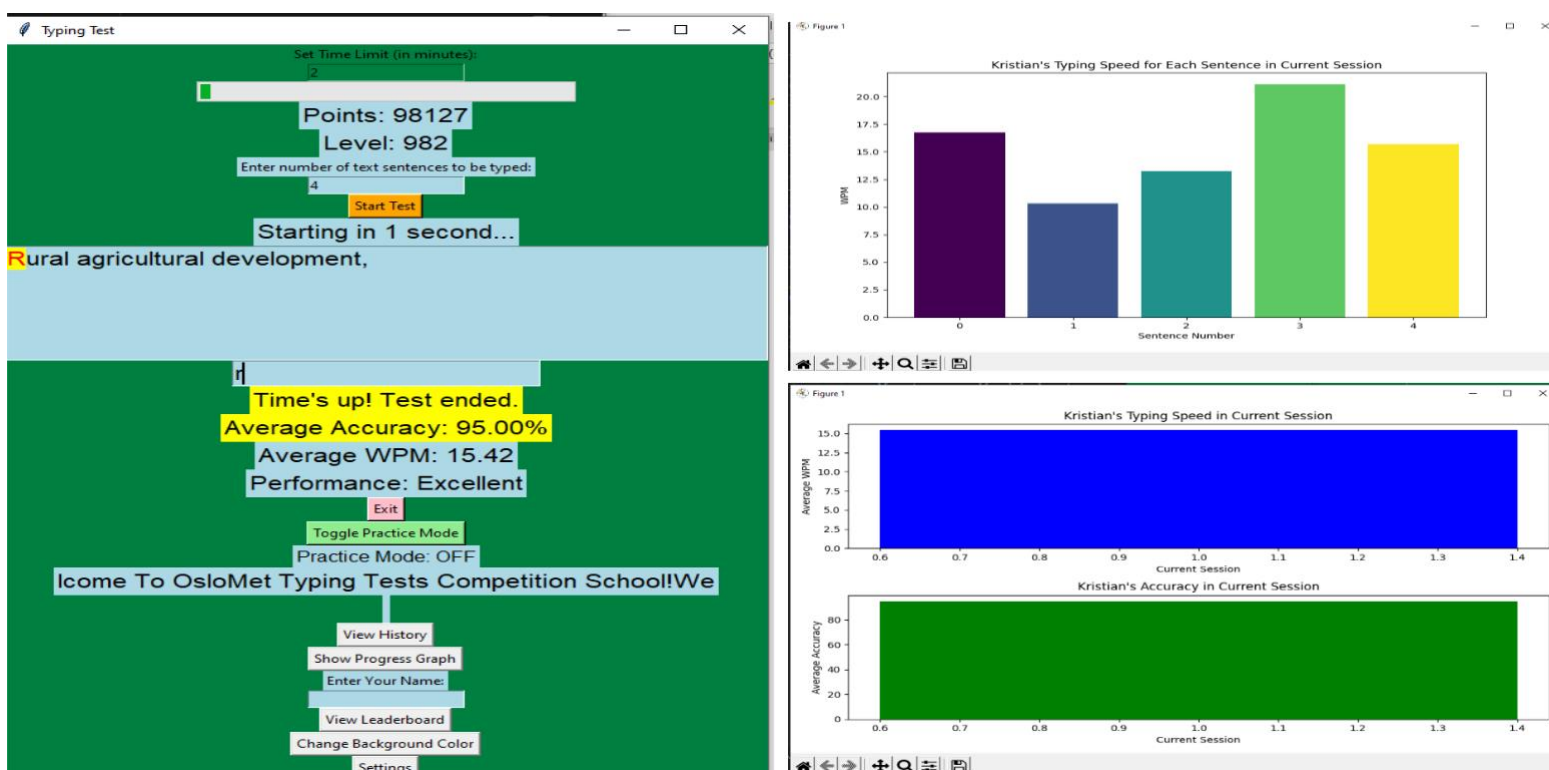 Typing Test
Set Time Limit (in minutes):
2
Points: 98127
Level: 982
Enter number of text sentences to be typed:
4
Start Test
Starting in 1 second...
Rural agricultural development,
r
Time's up! Test ended.
Average Accuracy: 95.00%
Average WPM: 15.42
Performance: Excellent
Exit
Toggle Practice Mode
Practice Mode: OFF
lcome To OsloMet Typing Tests Competition School!We
View History
Show Progress Graph
Enter Your Name:
View Leaderboard
Change Background Color
Settings
Figure 1
Kristian's Typing Speed for Each Sentence in Current Session
20.0
17.5
15.0
12.5
10.0
7.5
5.0
2.5
0.0
WPM
0 1 2 3 4
Sentence Number
Figure 1
Kristian's Typing Speed in Current Session
15.0
12.5
10.0
7.5
5.0
2.5
0.0
Average WPM
0.6 0.7 0.8 0.9 1.0 1.1 1.2 1.3 1.4
Current Session
Kristian's Accuracy in Current Session
80
60
40
20
0
Average Accuracy
0.6 0.7 0.8 0.9 1.0 1.1 1.2 1.3 1.4
Current Session